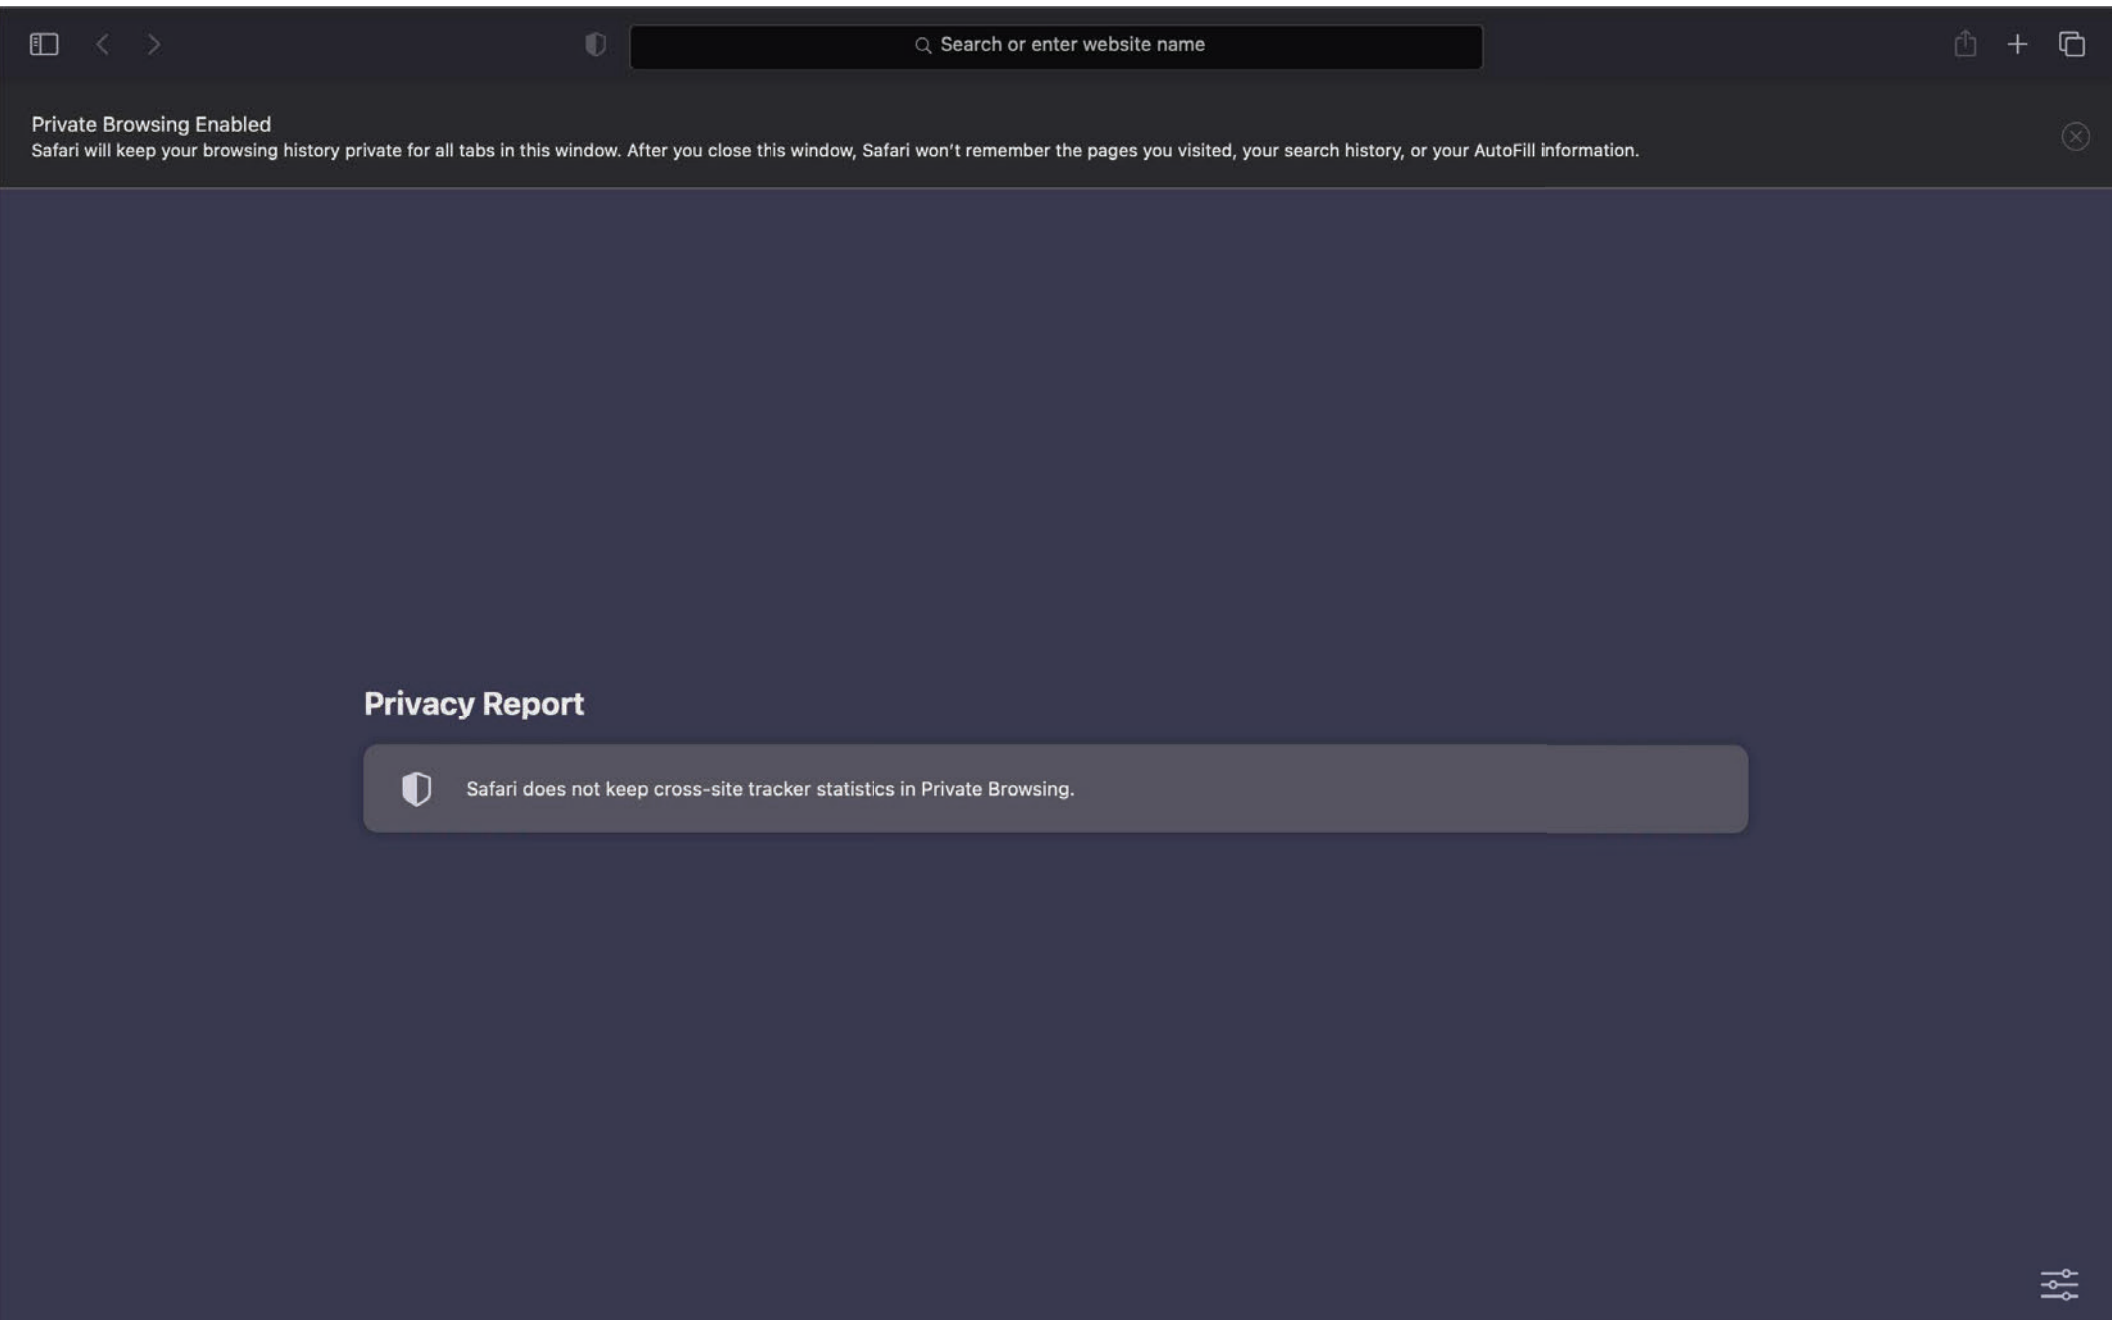 Search or enter website name
Private Browsing Enabled
Safari will keep your browsing history private for all tabs in this window. After you close this window, Safari won’t remember the pages you visited, your search history, or your AutoFill information.
Privacy Report
Safari does not keep cross-site tracker statistics in Private Browsing.